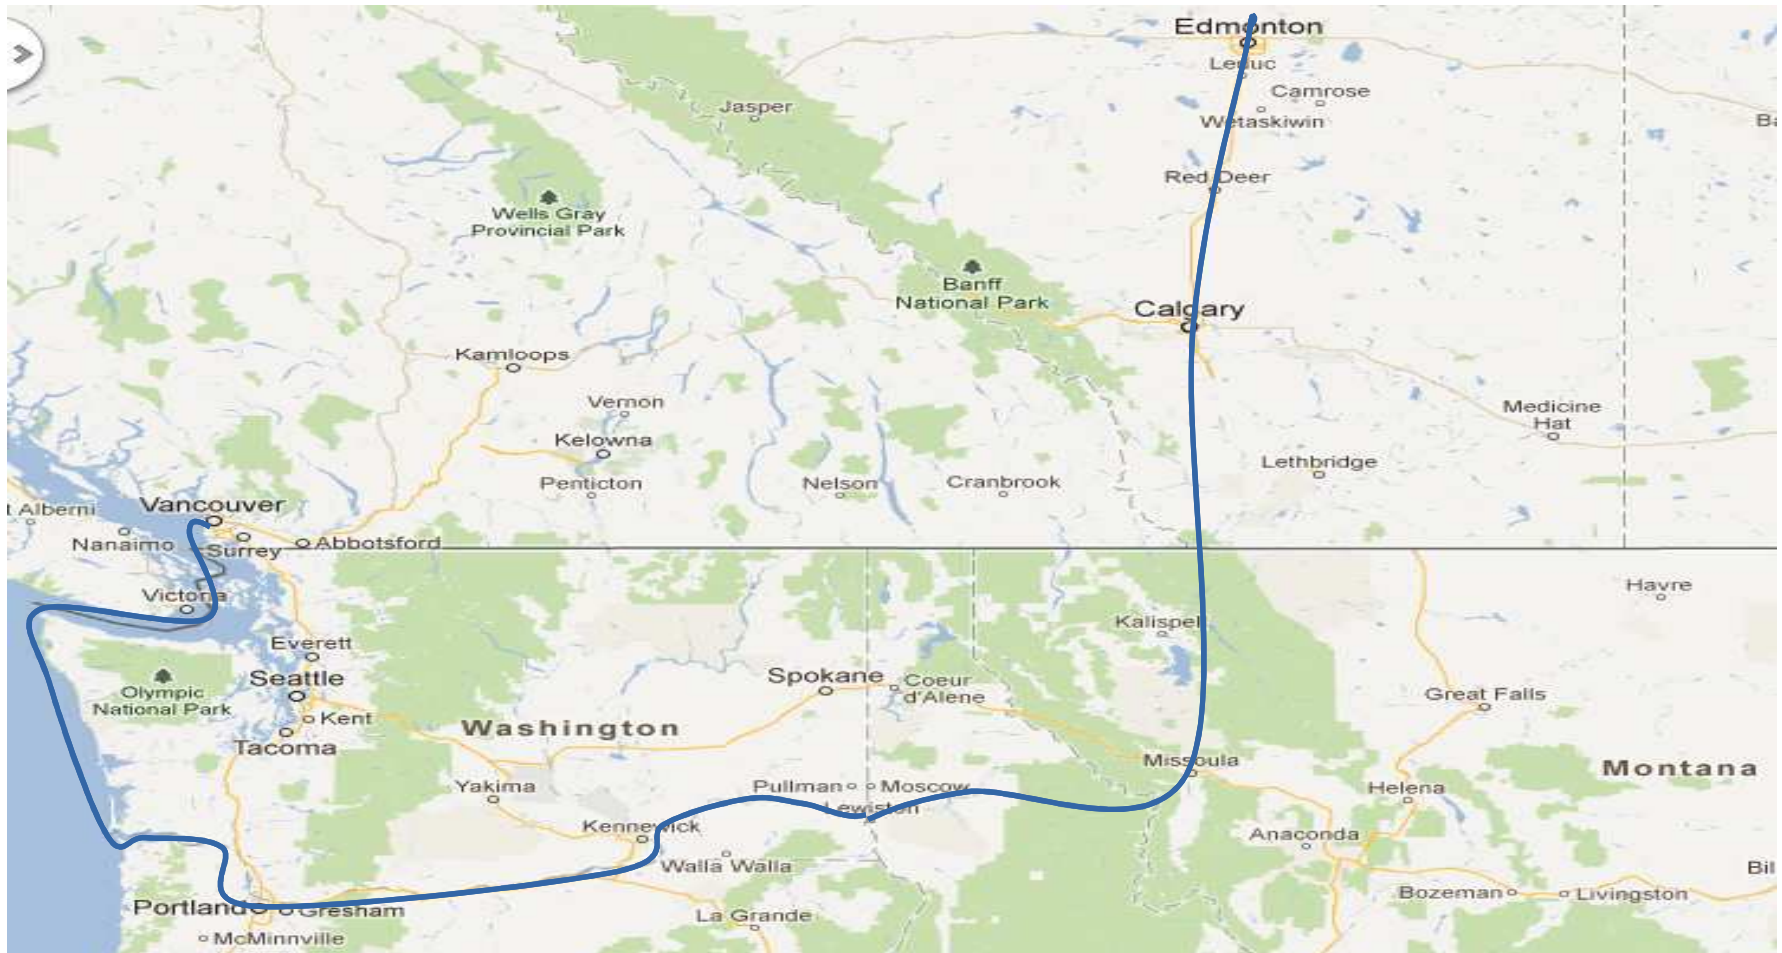 Edmonton
Leduc
Camrose
Wetaskiwin
Jasper
Ba
Red Deer
Wells Gray
Provincial Park
Banff
National Park
Calgary
Kamloops
Vernon
Medicine
Hat
Kelowna
Lethbridge
Penticton
Nelson
Cranbrook
Vancouver
t Alberni
Nanaimo
Surrey
Abbotsford
Victoria
Havre
Kalispel
Everett
Spokane
Coeur
d'Alene
Seattle
Olympic
National Park
Great Falls
Kent
Washington
Tacoma
Missoula
Montana
Yakima
Pullman
Moscow
Helena
Lewiston
Kennewick
Anaconda
Walla Walla
Bil
Bozeman
Livingston
Portland
Gresham
La Grande
McMinnville